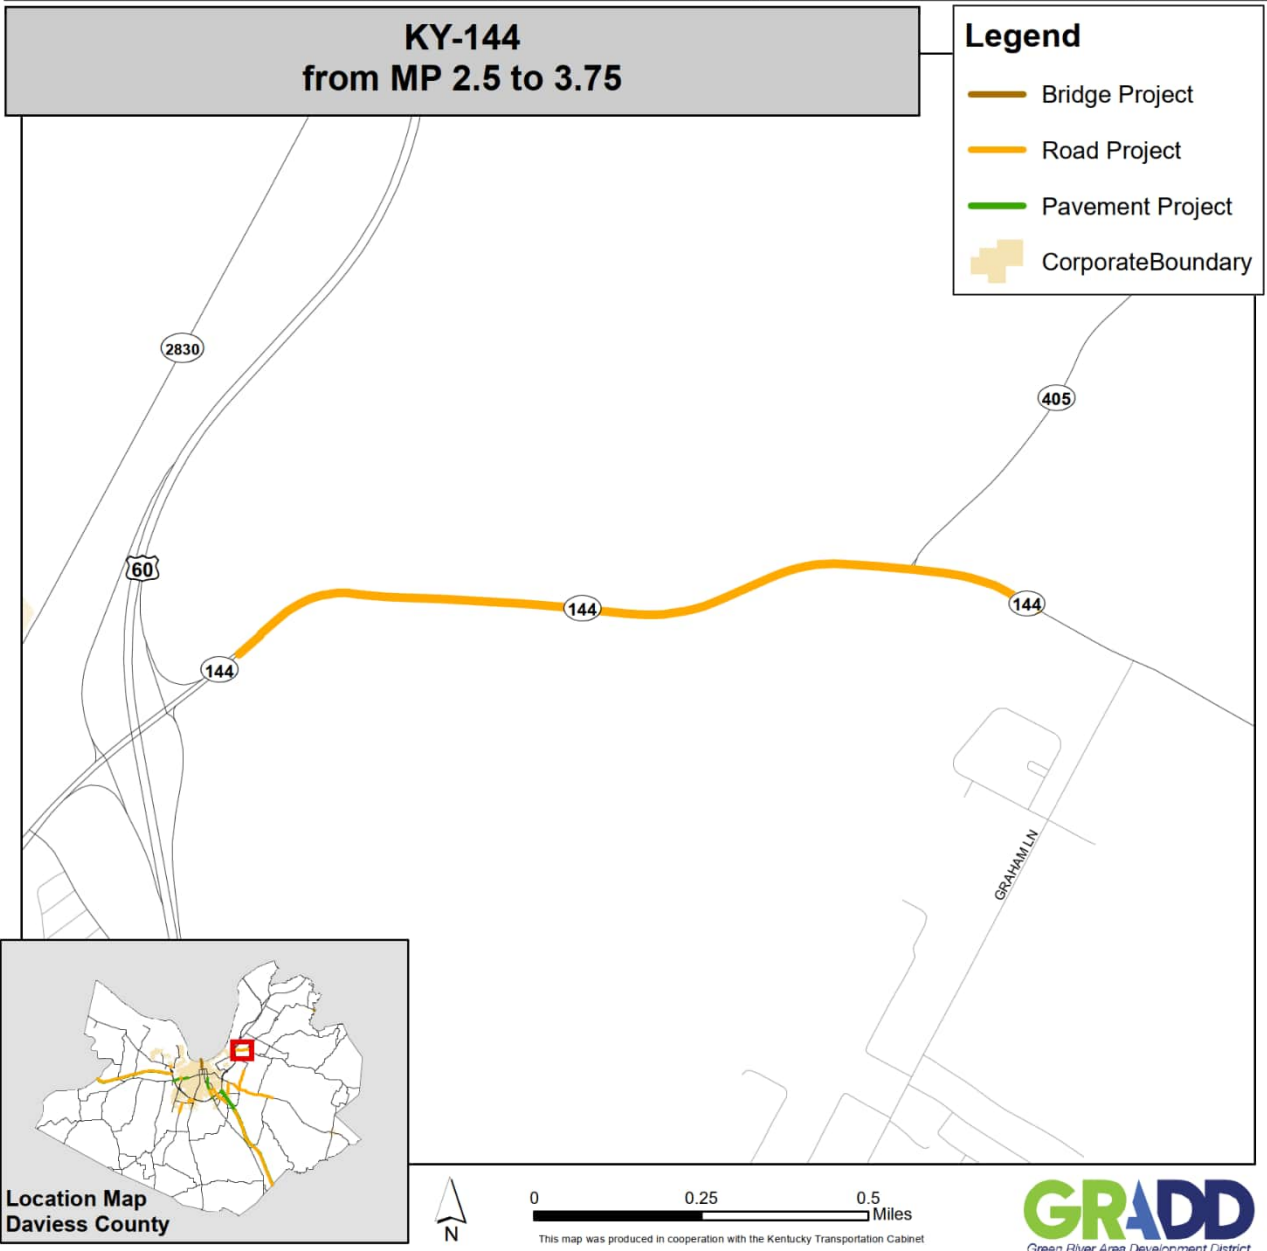 KY-144
from MP 2.5 to 3.75
Legend
Bridge Project
Road Project
Pavement Project
CorporateBoundary
2830
405
60
144
144
144
GRAHAM LN
Location Map
Daviess County
N
0 0.25 0.5
Miles
This map was produced in cooperation with the Kentucky Transportation Cabinet
GRADD
Green River Area Development District